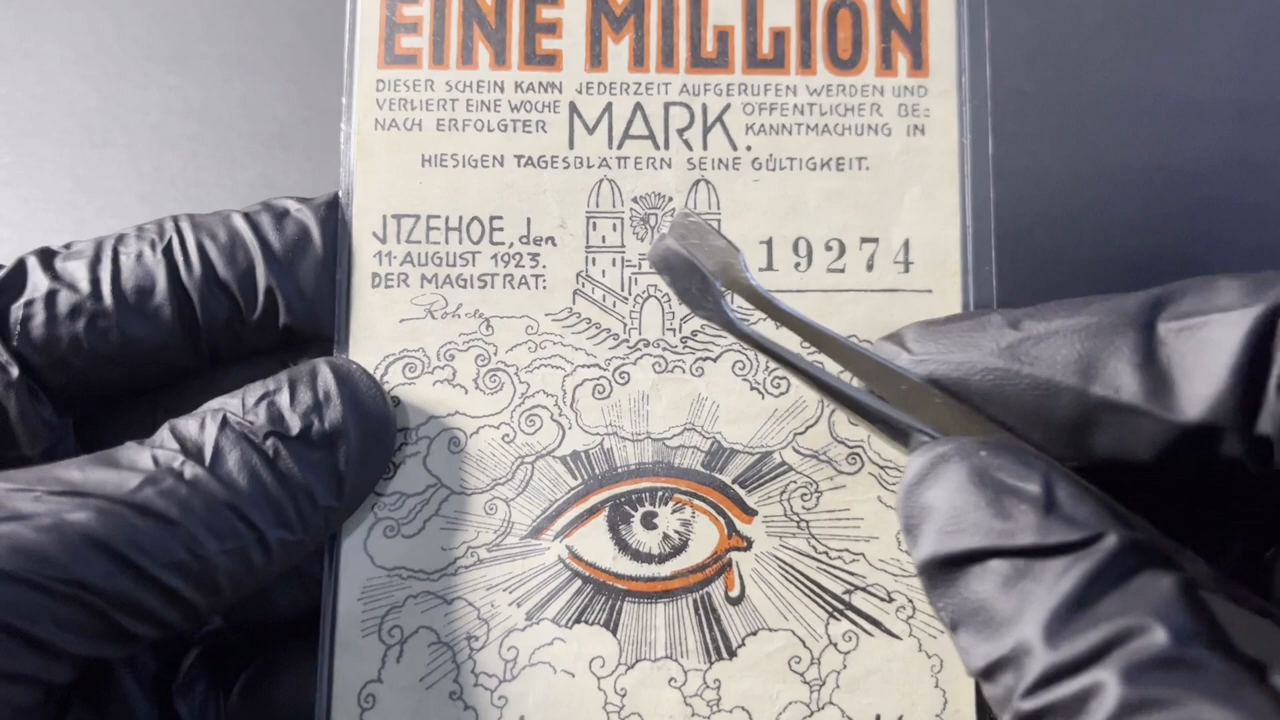 EINE MILLION
DIESER SCHEIN KANN JEDERZEIT AUFGERUFEN WERDEN UND
VERLIERT EINE WOCHE MARK. ÖFFENTLICHER BE=
NACH ERFOLGTER KANNTMACHUNG IN
HIESIGEN TAGESBLÄTTERN SEINE GÜLTIGKEIT.
JTZEHOE, den
11·AUGUST 1923.
DER MAGISTRAT:
19274
Rohde